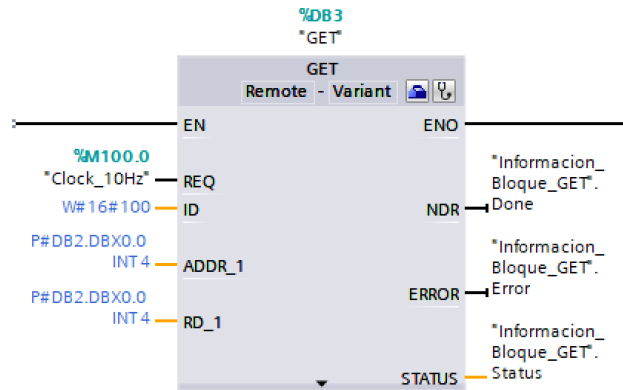 %DB3
"GET"
GET
Remote - Variant
EN
ENO
%M100.0
"Clock_10Hz"
REQ
W#16#100
ID
"Informacion_
Bloque_GET".
Done
NDR
P#DB2.DBX0.0
INT 4
ADDR_1
"Informacion_
Bloque_GET".
Error
ERROR
P#DB2.DBX0.0
INT 4
RD_1
"Informacion_
Bloque_GET".
Status
STATUS